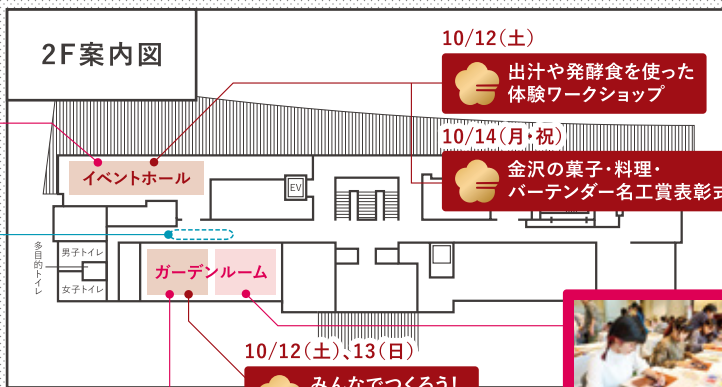 2F案内図
10/12(土)
出汁や発酵食を使った
体験ワークショップ
10/14(月・祝)
金沢の菓子・料理・
バーテンダー名工賞表彰式
イベントホール
EV
男子トイレ
多目的トイレ
女子トイレ
ガーデンルーム
10/12(土)、13(日)
みんなでつくろう!